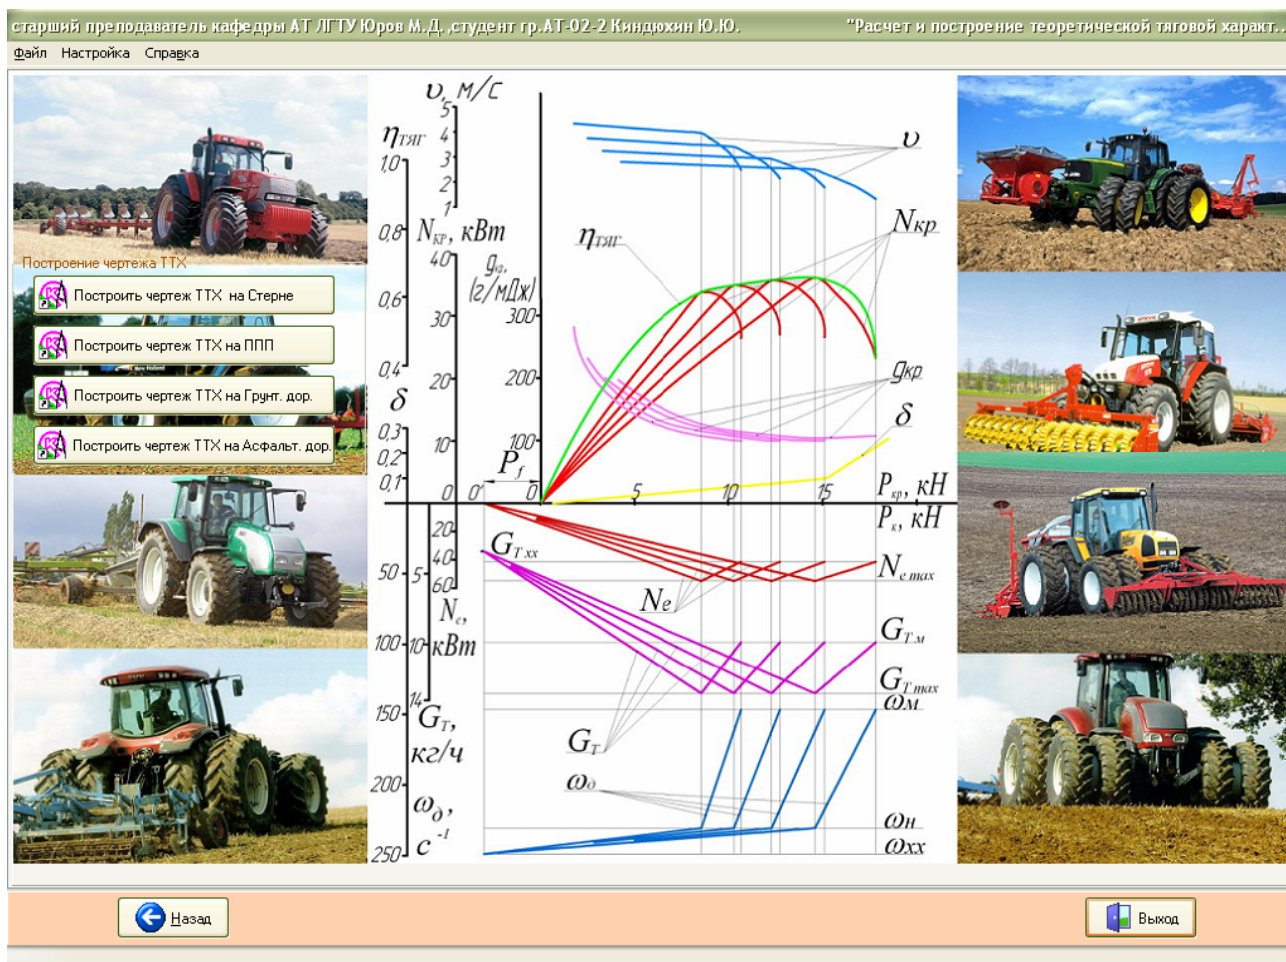 старший преподаватель кафедры АТ ЛГТУ Юров М.Д. ,студент гр.АТ-02-2 Киндюхин Ю.Ю. "Расчет и построение теоретической тяговой характ...
Файл Настройка Справка
υ, м/с
5
4
3
2
1
ηтяг
1,0
0,8
0,6
0,4
υ
Nкр, кВт
40
30
20
10
0
gкр, (г/мДж)
300
200
100
0
ηтяг
Nкр
gкр
δ
δ
0,3
0,2
0,1
0
Pf
0'
5
10
15
Pкр, кН
Pк, кН
Построение чертежа ТТХ
Построить чертеж ТТХ на Стерне
Построить чертеж ТТХ на ППП
Построить чертеж ТТХ на Грунт. дор.
Построить чертеж ТТХ на Асфальт. дор.
20
40
60
Ne, кВт
GТхх
Ne
Ne max
5
10
14
GТ, кг/ч
GТм
GТmax
GТ
50
100
150
200
250
ωд, с-1
ωд
ωм
ωн
ωхх
Назад
Выход